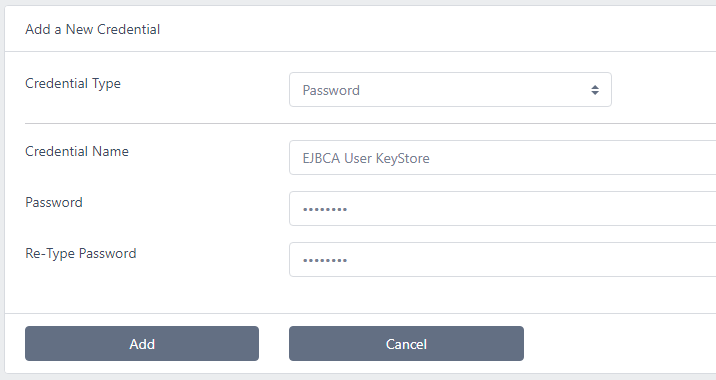 Add a New Credential
Credential Type
Password
Credential Name
EJBCA User KeyStore
Password
••••••••
Re-Type Password
••••••••
Add
Cancel